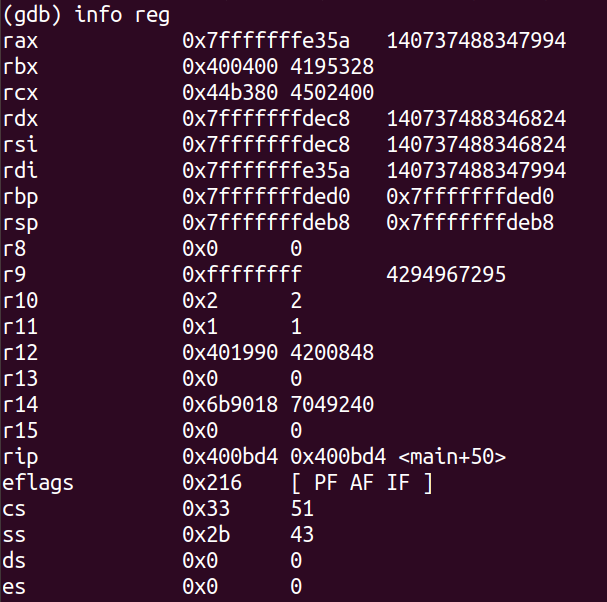 (gdb) info reg
rax 0x7fffffffe35a 140737488347994
rbx 0x400400 4195328
rcx 0x44b380 4502400
rdx 0x7fffffffdec8 140737488346824
rsi 0x7fffffffdec8 140737488346824
rdi 0x7fffffffe35a 140737488347994
rbp 0x7fffffffded0 0x7fffffffded0
rsp 0x7fffffffdeb8 0x7fffffffdeb8
r8 0x0 0
r9 0xffffffff 4294967295
r10 0x2 2
r11 0x1 1
r12 0x401990 4200848
r13 0x0 0
r14 0x6b9018 7049240
r15 0x0 0
rip 0x400bd4 0x400bd4 <main+50>
eflags 0x216 [ PF AF IF ]
cs 0x33 51
ss 0x2b 43
ds 0x0 0
es 0x0 0